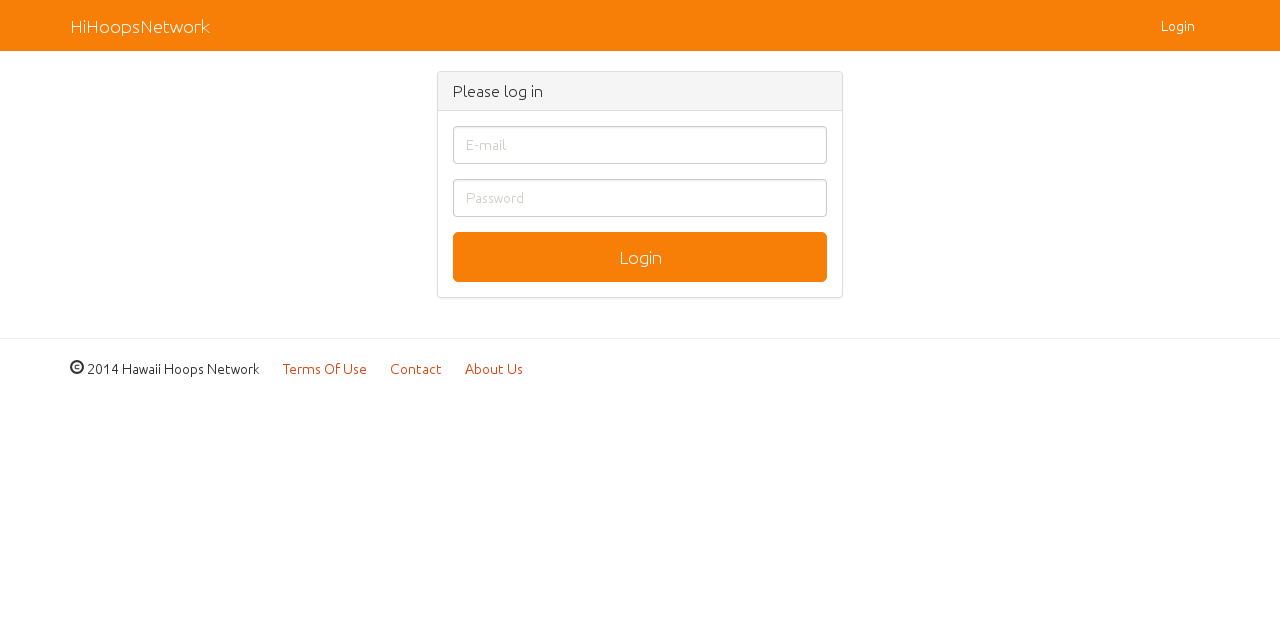 HiHoopsNetwork
Login
Please log in
E-mail
Password
Login
© 2014 Hawaii Hoops Network Terms Of Use Contact About Us